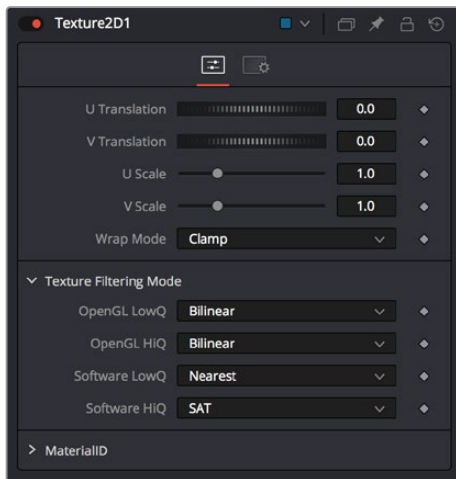 Texture2D1
U Translation 0.0
V Translation 0.0
U Scale 1.0
V Scale 1.0
Wrap Mode Clamp
Texture Filtering Mode
OpenGL LowQ Bilinear
OpenGL HiQ Bilinear
Software LowQ Nearest
Software HiQ SAT
MaterialID